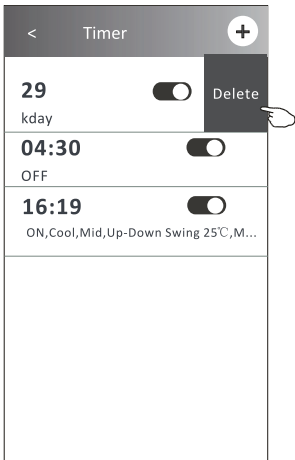 < Timer +
29
kday
Delete
04:30
OFF
16:19
ON,Cool,Mid,Up-Down Swing 25℃,M...